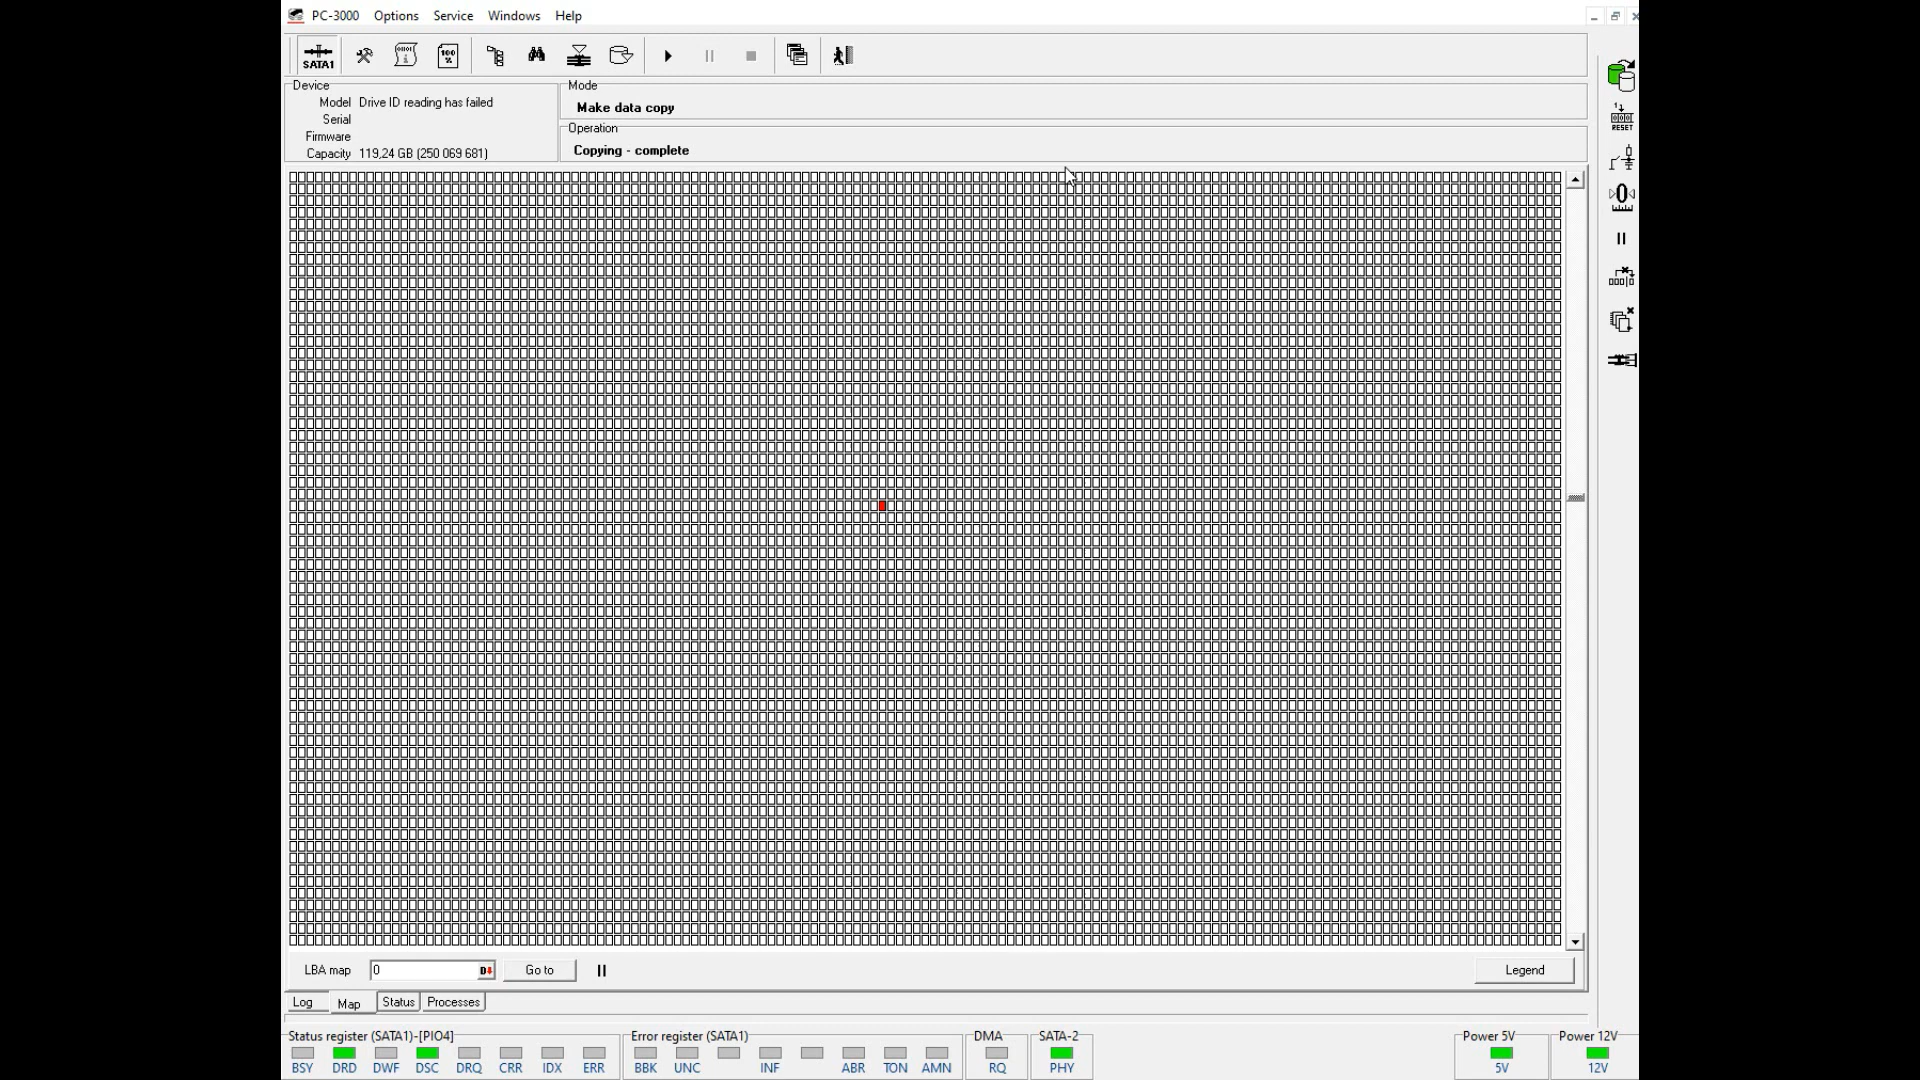 PC-3000 Options Service Windows Help
SATA1
100 %
Device
Model Drive ID reading has failed
Serial
Firmware
Capacity 119,24 GB (250 069 681)
Mode
Make data copy
Operation
Copying - complete
RESET
0
LBA map 0 D Go to Legend
Log Map Status Processes
Status register (SATA1)-[PIO4] Error register (SATA1) DMA SATA-2 Power 5V Power 12V
BSY DRD DWF DSC DRQ CRR IDX ERR BBK UNC INF ABR TON AMN RQ PHY 5V 12V